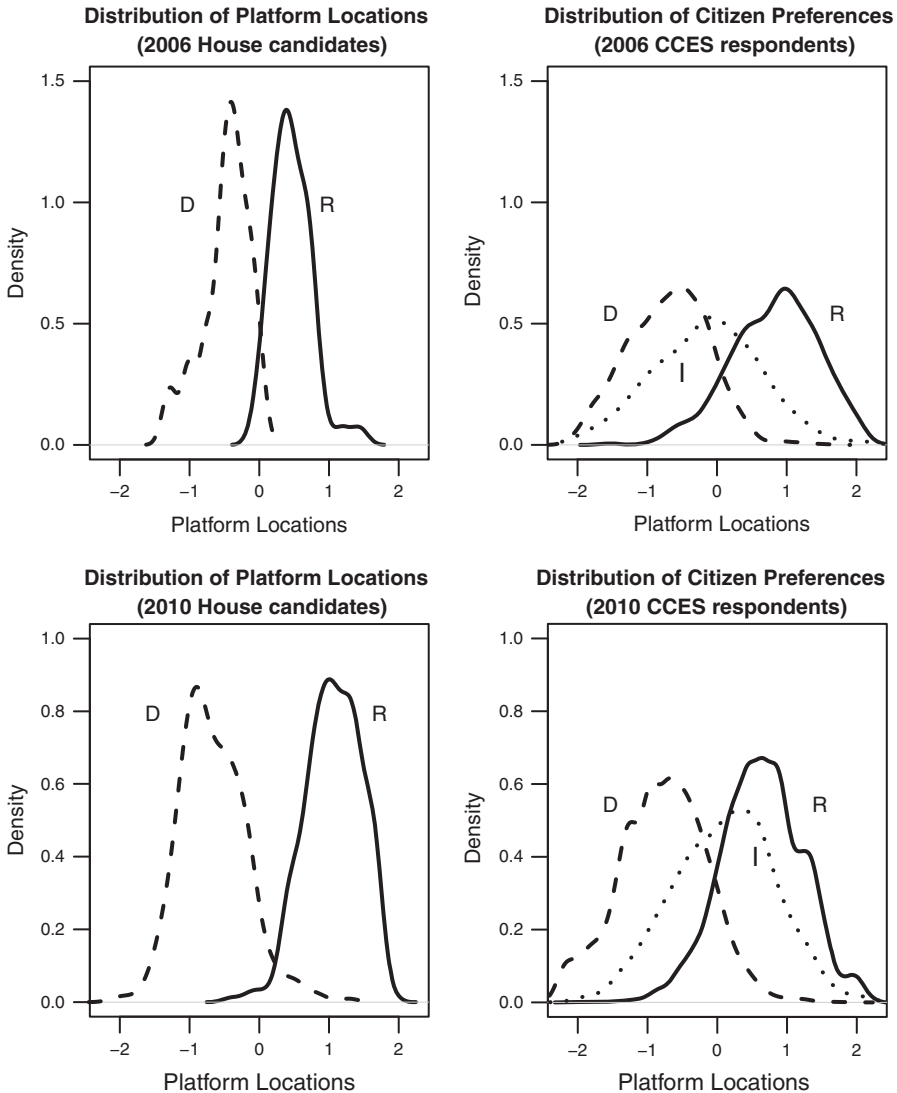 Distribution of Platform Locations
(2006 House candidates)
1.5
1.0
0.5
0.0
Density
D
R
−2 −1 0 1 2
Platform Locations
Distribution of Citizen Preferences
(2006 CCES respondents)
1.5
1.0
0.5
0.0
Density
D
I
R
−2 −1 0 1 2
Platform Locations
Distribution of Platform Locations
(2010 House candidates)
1.0
0.8
0.6
0.4
0.2
0.0
Density
D
R
−2 −1 0 1 2
Platform Locations
Distribution of Citizen Preferences
(2010 CCES respondents)
1.0
0.8
0.6
0.4
0.2
0.0
Density
D
R
I
−2 −1 0 1 2
Platform Locations